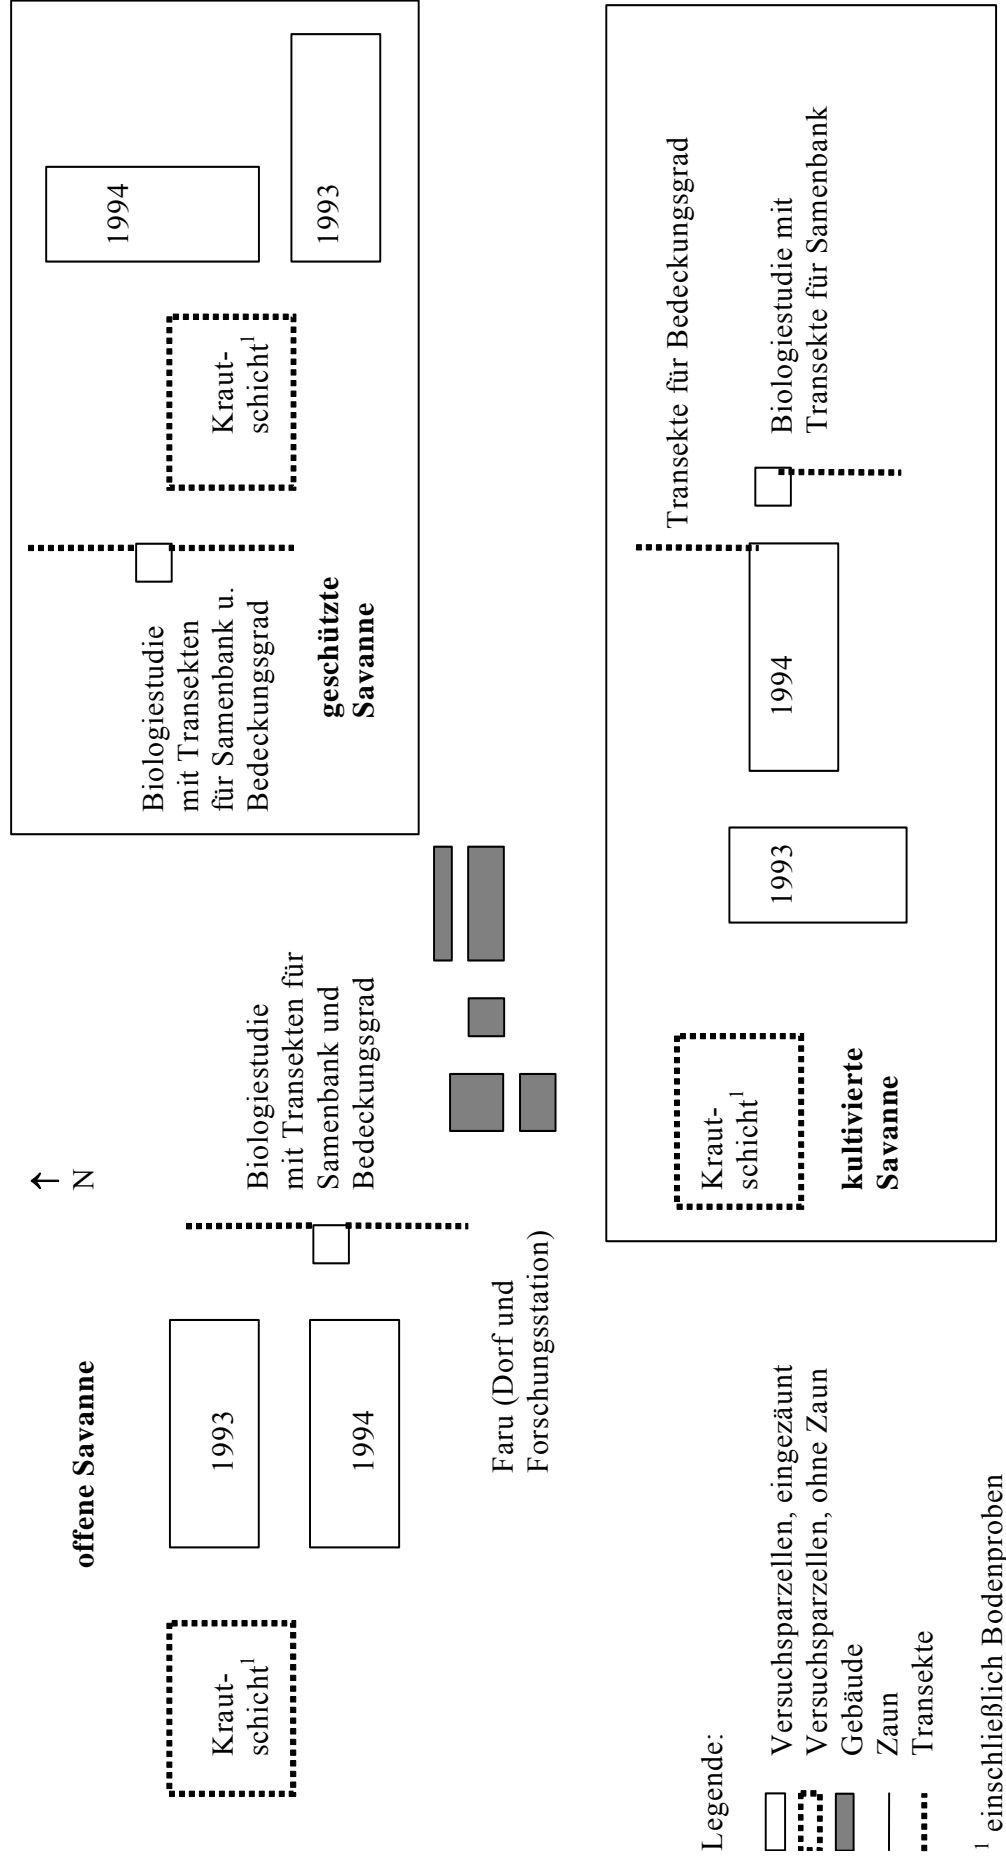 offene Savanne
↑
N
Kraut-
schicht¹
1993
1994
Biologiestudie
mit Transekten für
Samenbank und
Bedeckungsgrad
Biologiestudie
mit Transekten
für Samenbank u.
Bedeckungsgrad
geschützte
Savanne
Kraut-
schicht¹
1994
1993
Faru (Dorf und
Forschungsstation)
Kraut-
schicht¹
kultivierte
Savanne
1993
1994
Transekte für Bedeckungsgrad
Biologiestudie mit
Transekte für Samenbank
Legende:
Versuchsparzellen, eingezäunt
Versuchsparzellen, ohne Zaun
Gebäude
Zaun
Transekte
¹ einschließlich Bodenproben